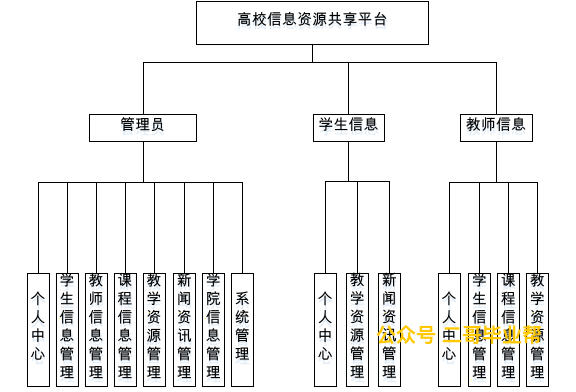 高校信息资源共享平台
管理员
学生信息
教师信息
个人中心
学生信息管理
教师信息管理
课程信息管理
教学资源管理
新闻资讯管理
学院信息管理
系统管理
个人中心
教学资源管理
新闻资讯管理
个人中心
学生信息管理
课程信息管理
教学资源管理
公众号 二哥毕业帮